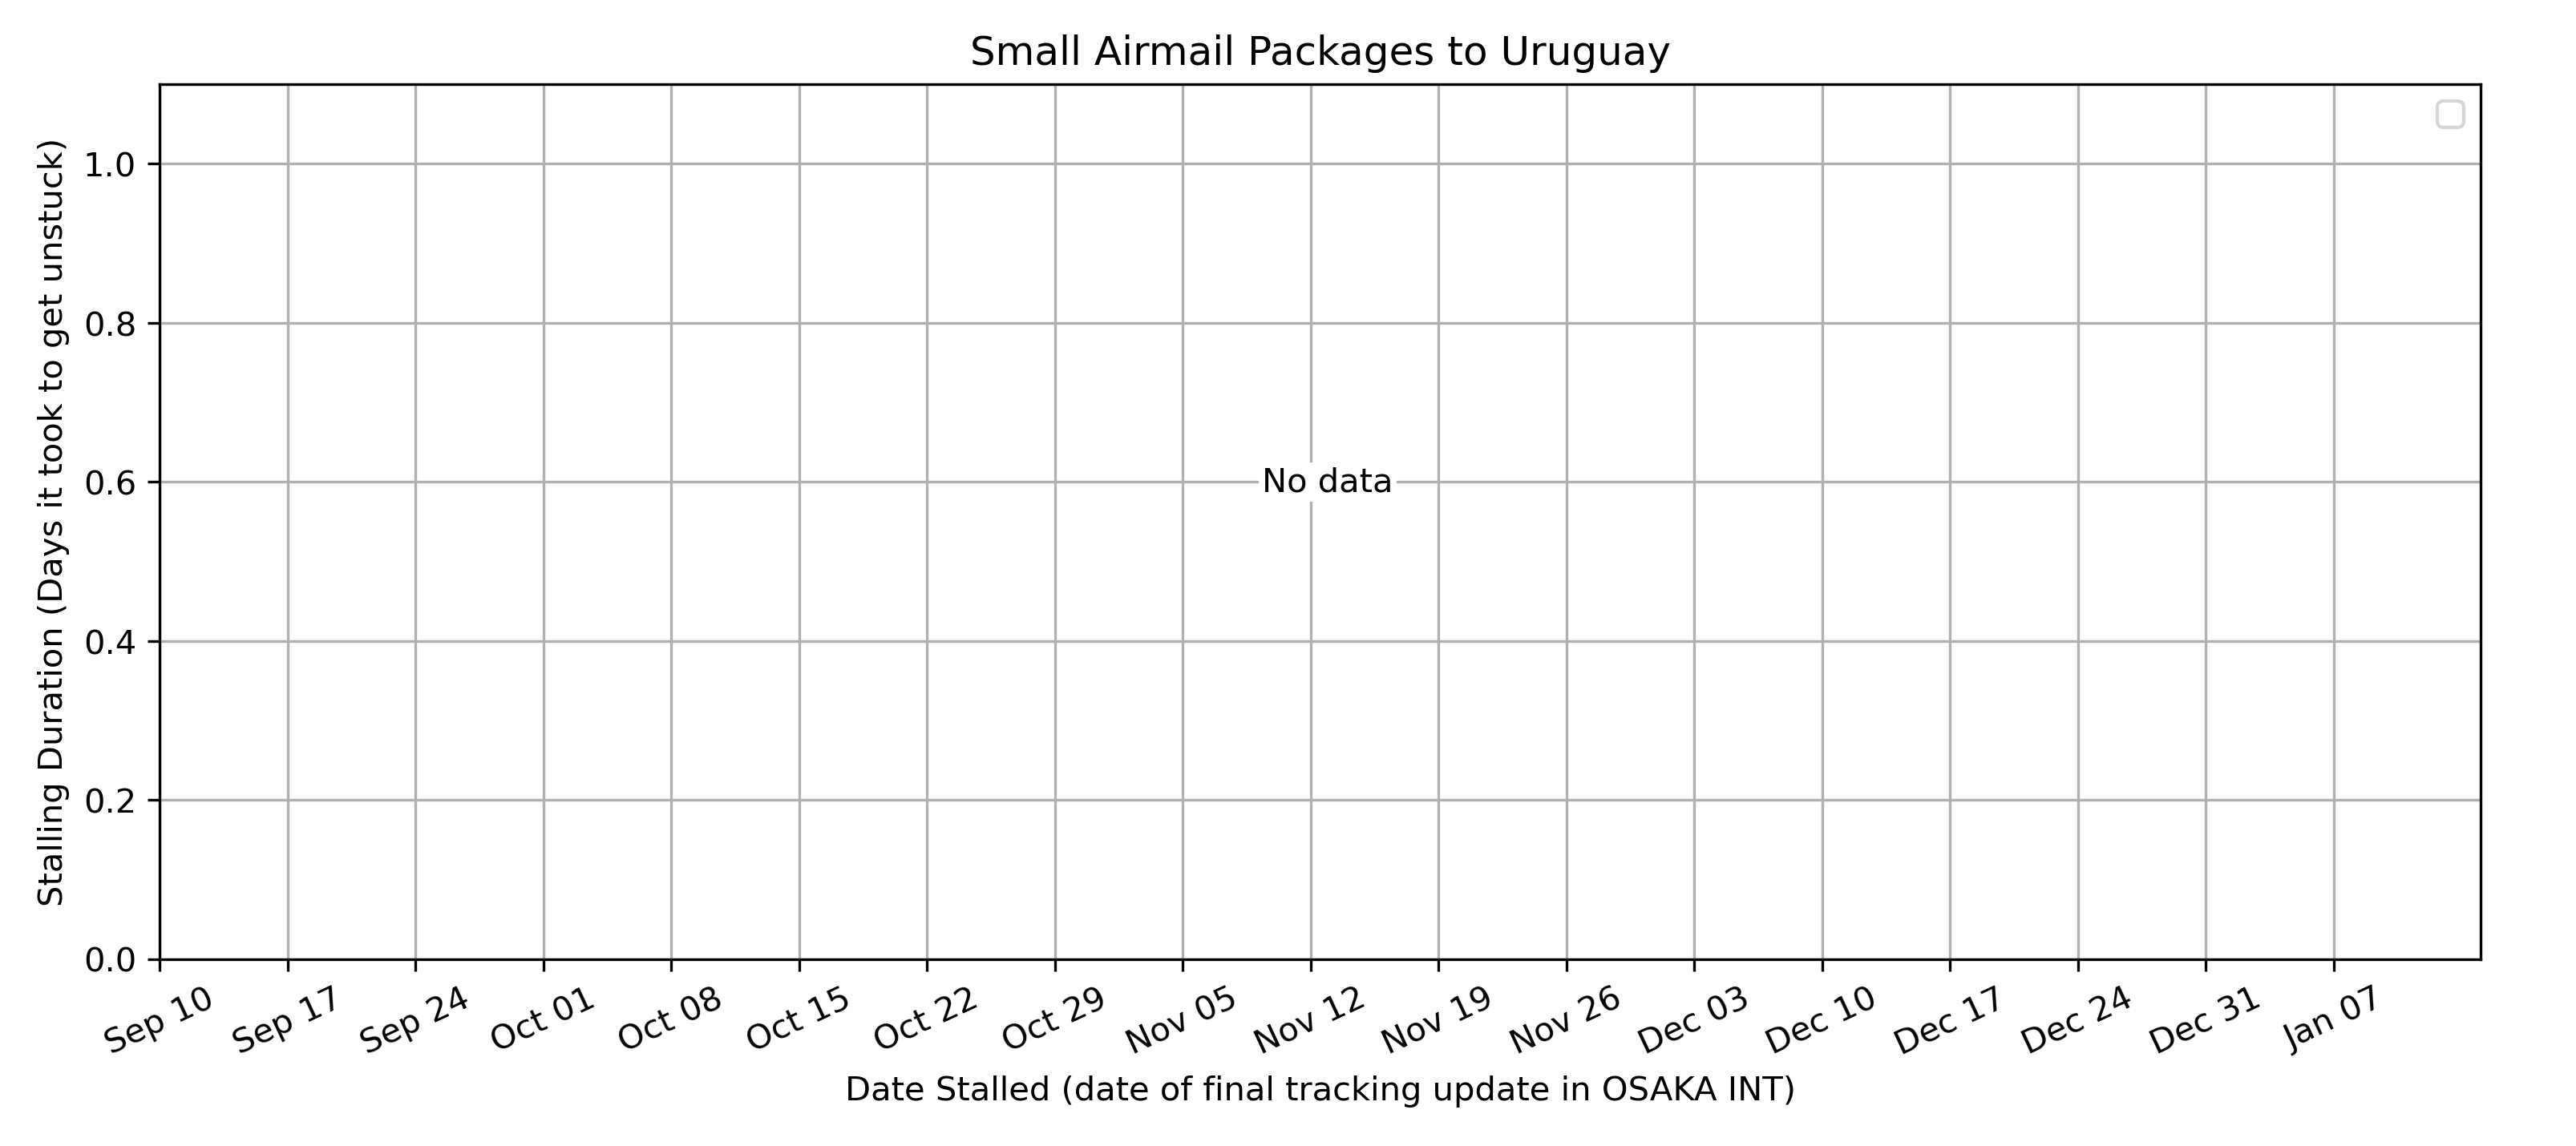 Small Airmail Packages to Uruguay
Stalling Duration (Days it took to get unstuck)
1.0
0.8
0.6
0.4
0.2
0.0
No data
Sep 10
Sep 17
Sep 24
Oct 01
Oct 08
Oct 15
Oct 22
Oct 29
Nov 05
Nov 12
Nov 19
Nov 26
Dec 03
Dec 10
Dec 17
Dec 24
Dec 31
Jan 07
Date Stalled (date of final tracking update in OSAKA INT)